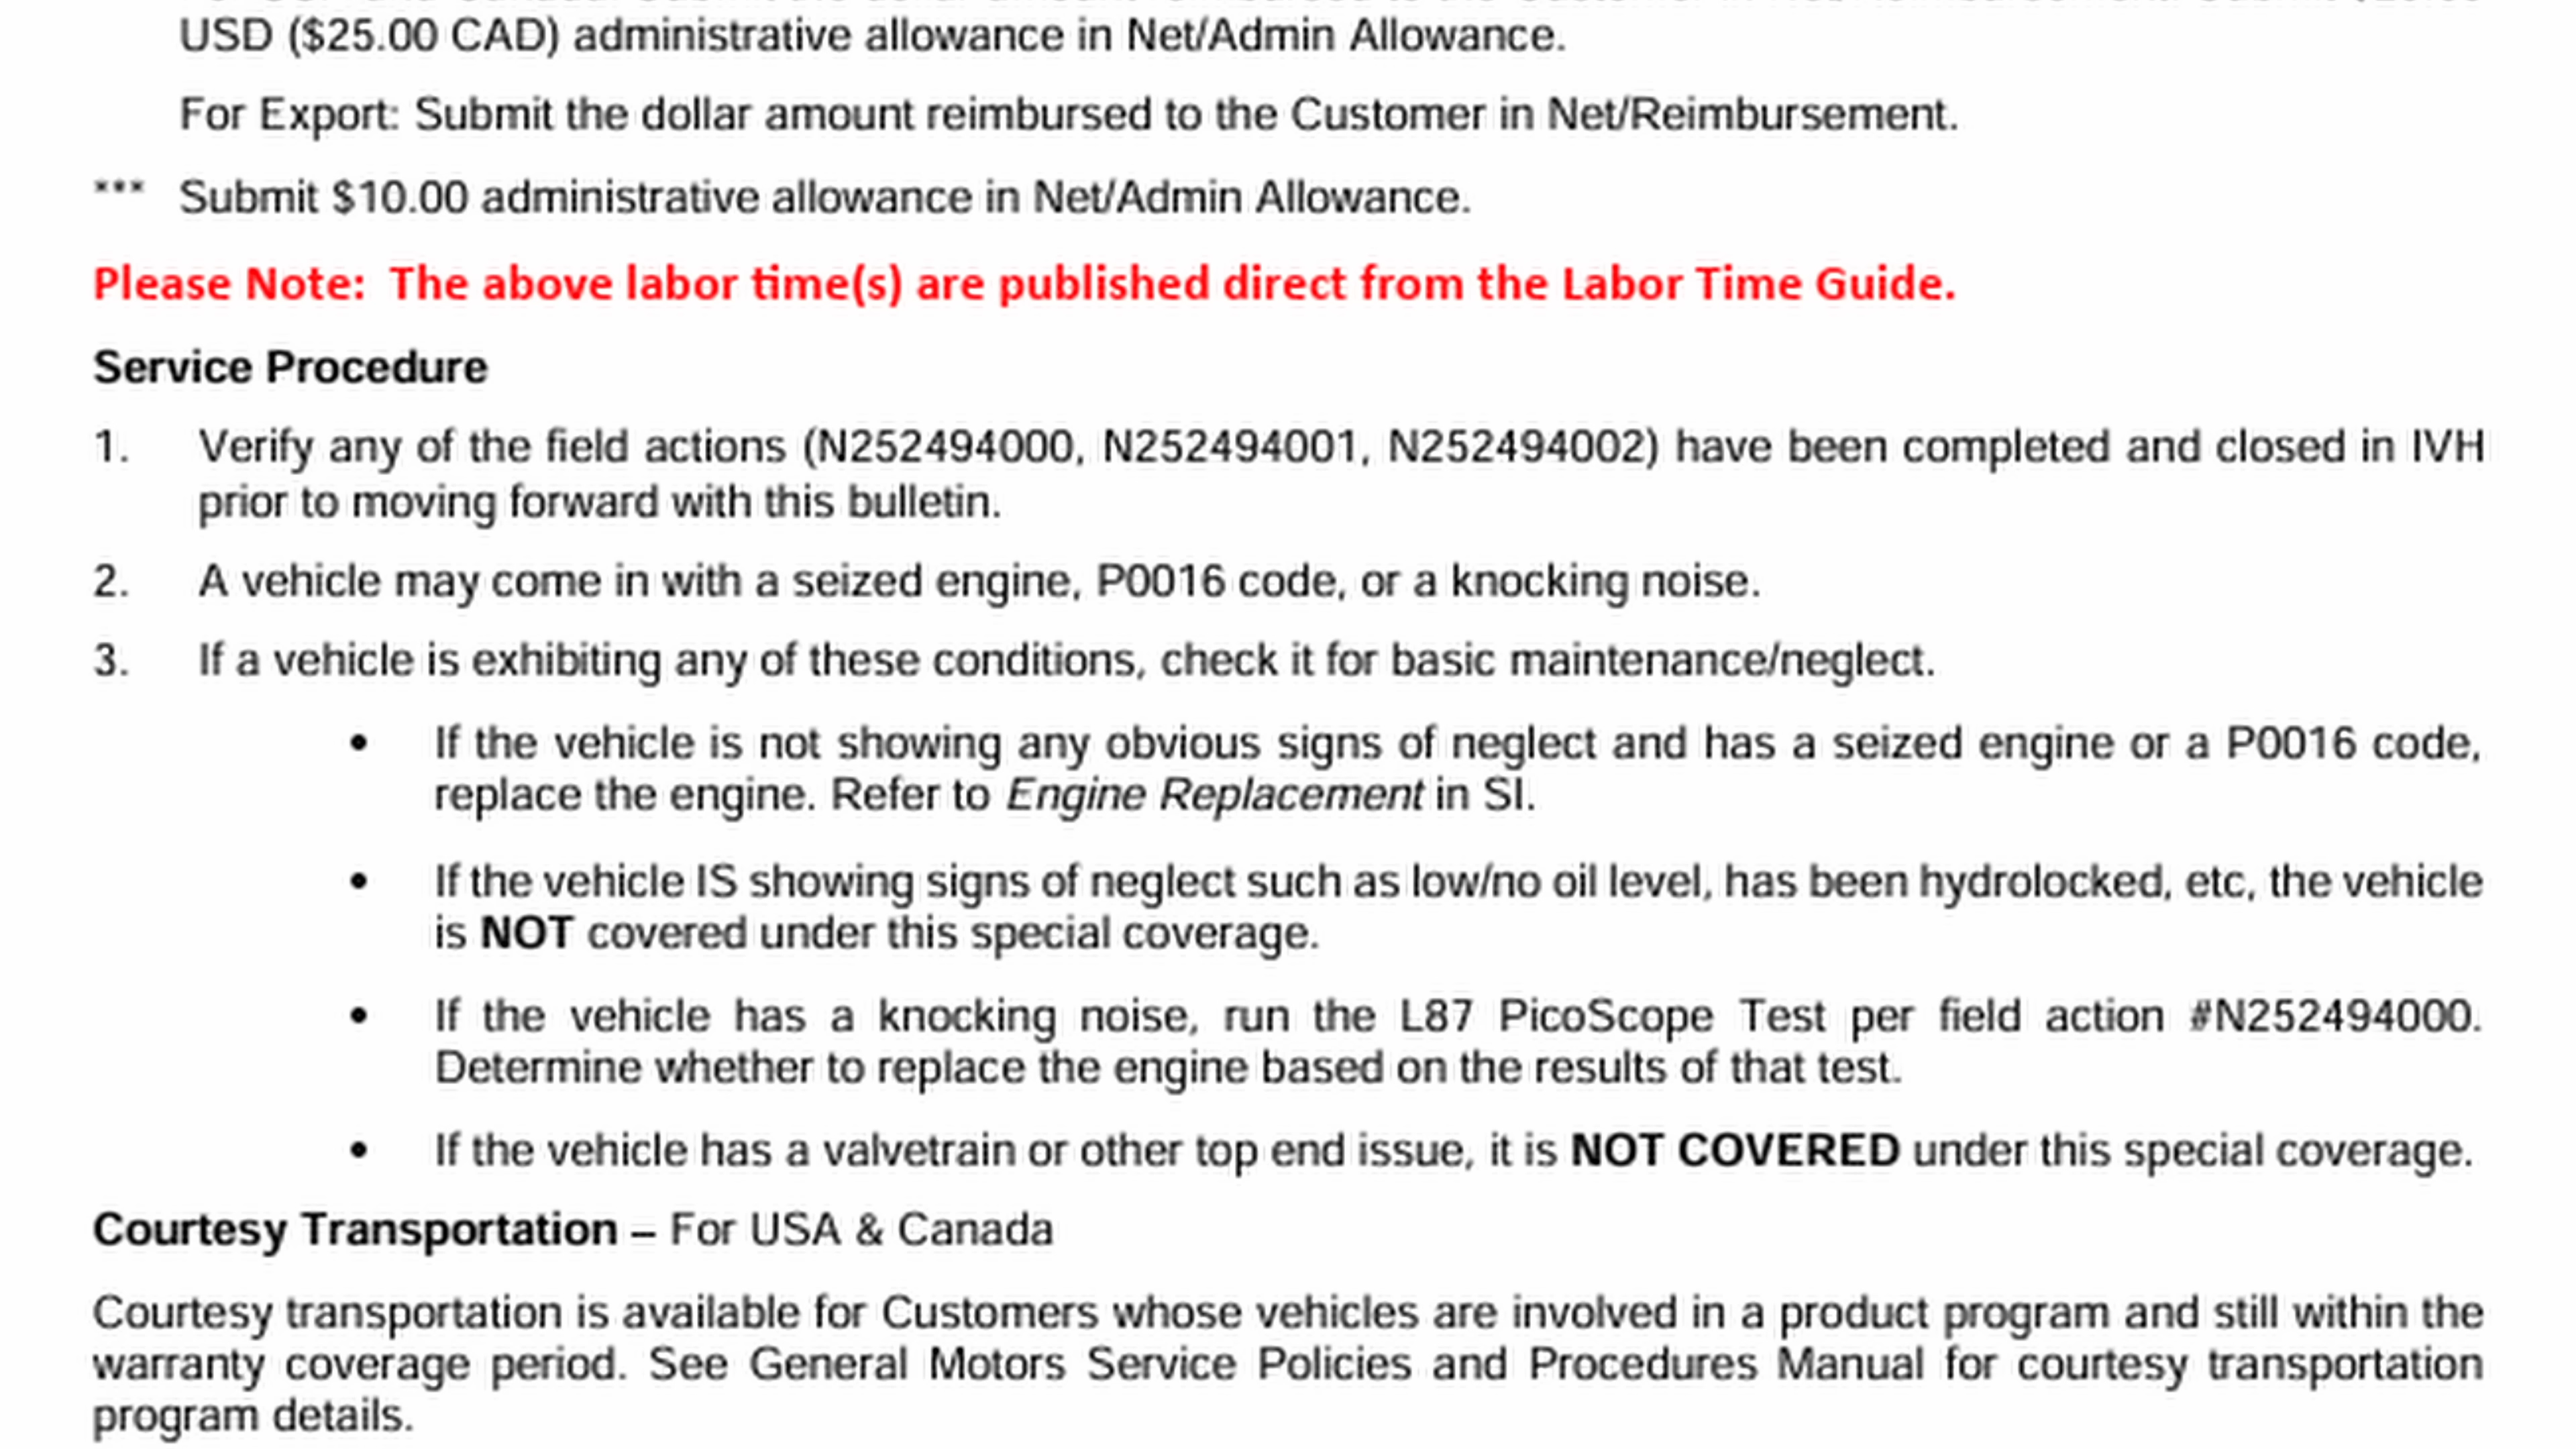 USD ($25.00 CAD) administrative allowance in Net/Admin Allowance.
For Export: Submit the dollar amount reimbursed to the Customer in Net/Reimbursement.
*** Submit $10.00 administrative allowance in Net/Admin Allowance.
Please Note: The above labor time(s) are published direct from the Labor Time Guide.
Service Procedure
1. Verify any of the field actions (N252494000, N252494001, N252494002) have been completed and closed in IVH
prior to moving forward with this bulletin.
2. A vehicle may come in with a seized engine, P0016 code, or a knocking noise.
3. If a vehicle is exhibiting any of these conditions, check it for basic maintenance/neglect.
• If the vehicle is not showing any obvious signs of neglect and has a seized engine or a P0016 code,
replace the engine. Refer to Engine Replacement in SI.
• If the vehicle IS showing signs of neglect such as low/no oil level, has been hydrolocked, etc, the vehicle
is NOT covered under this special coverage.
• If the vehicle has a knocking noise, run the L87 PicoScope Test per field action #N252494000.
Determine whether to replace the engine based on the results of that test.
• If the vehicle has a valvetrain or other top end issue, it is NOT COVERED under this special coverage.
Courtesy Transportation – For USA & Canada
Courtesy transportation is available for Customers whose vehicles are involved in a product program and still within the
warranty coverage period. See General Motors Service Policies and Procedures Manual for courtesy transportation
program details.